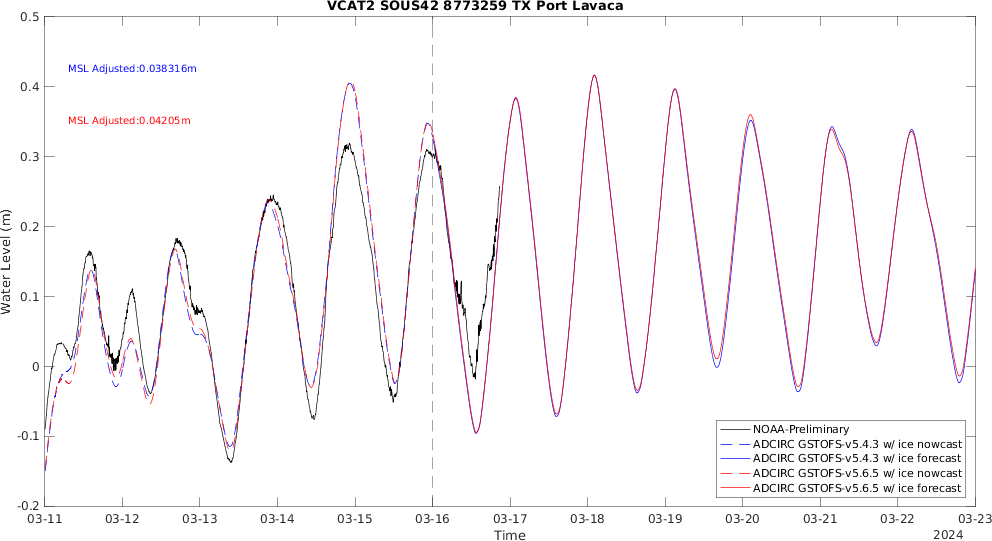 VCAT2 SOUS42 8773259 TX Port Lavaca
0.5
0.4
0.3
0.2
0.1
0
-0.1
-0.2
Water Level (m)
MSL Adjusted:0.038316m
MSL Adjusted:0.04205m
NOAA-Preliminary
ADCIRC GSTOFS-v5.4.3 w/ ice nowcast
ADCIRC GSTOFS-v5.4.3 w/ ice forecast
ADCIRC GSTOFS-v5.6.5 w/ ice nowcast
ADCIRC GSTOFS-v5.6.5 w/ ice forecast
03-11 03-12 03-13 03-14 03-15 03-16 03-17 03-18 03-19 03-20 03-21 03-22 03-23
Time
2024